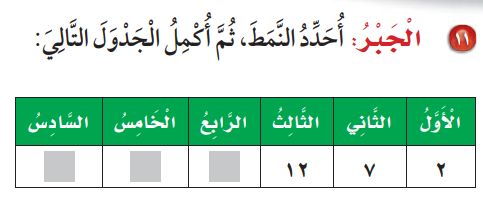 ١١ الْجَبْرُ: أُحَدِّدُ النَّمَطَ، ثُمَّ أُكْمِلُ الْجَدْوَلَ التَّالِيَ:
الْأَوَّلُ الثَّانِي الثَّالِثُ الرَّابِعُ الْخَامِسُ السَّادِسُ
٢ ٧ ١٢